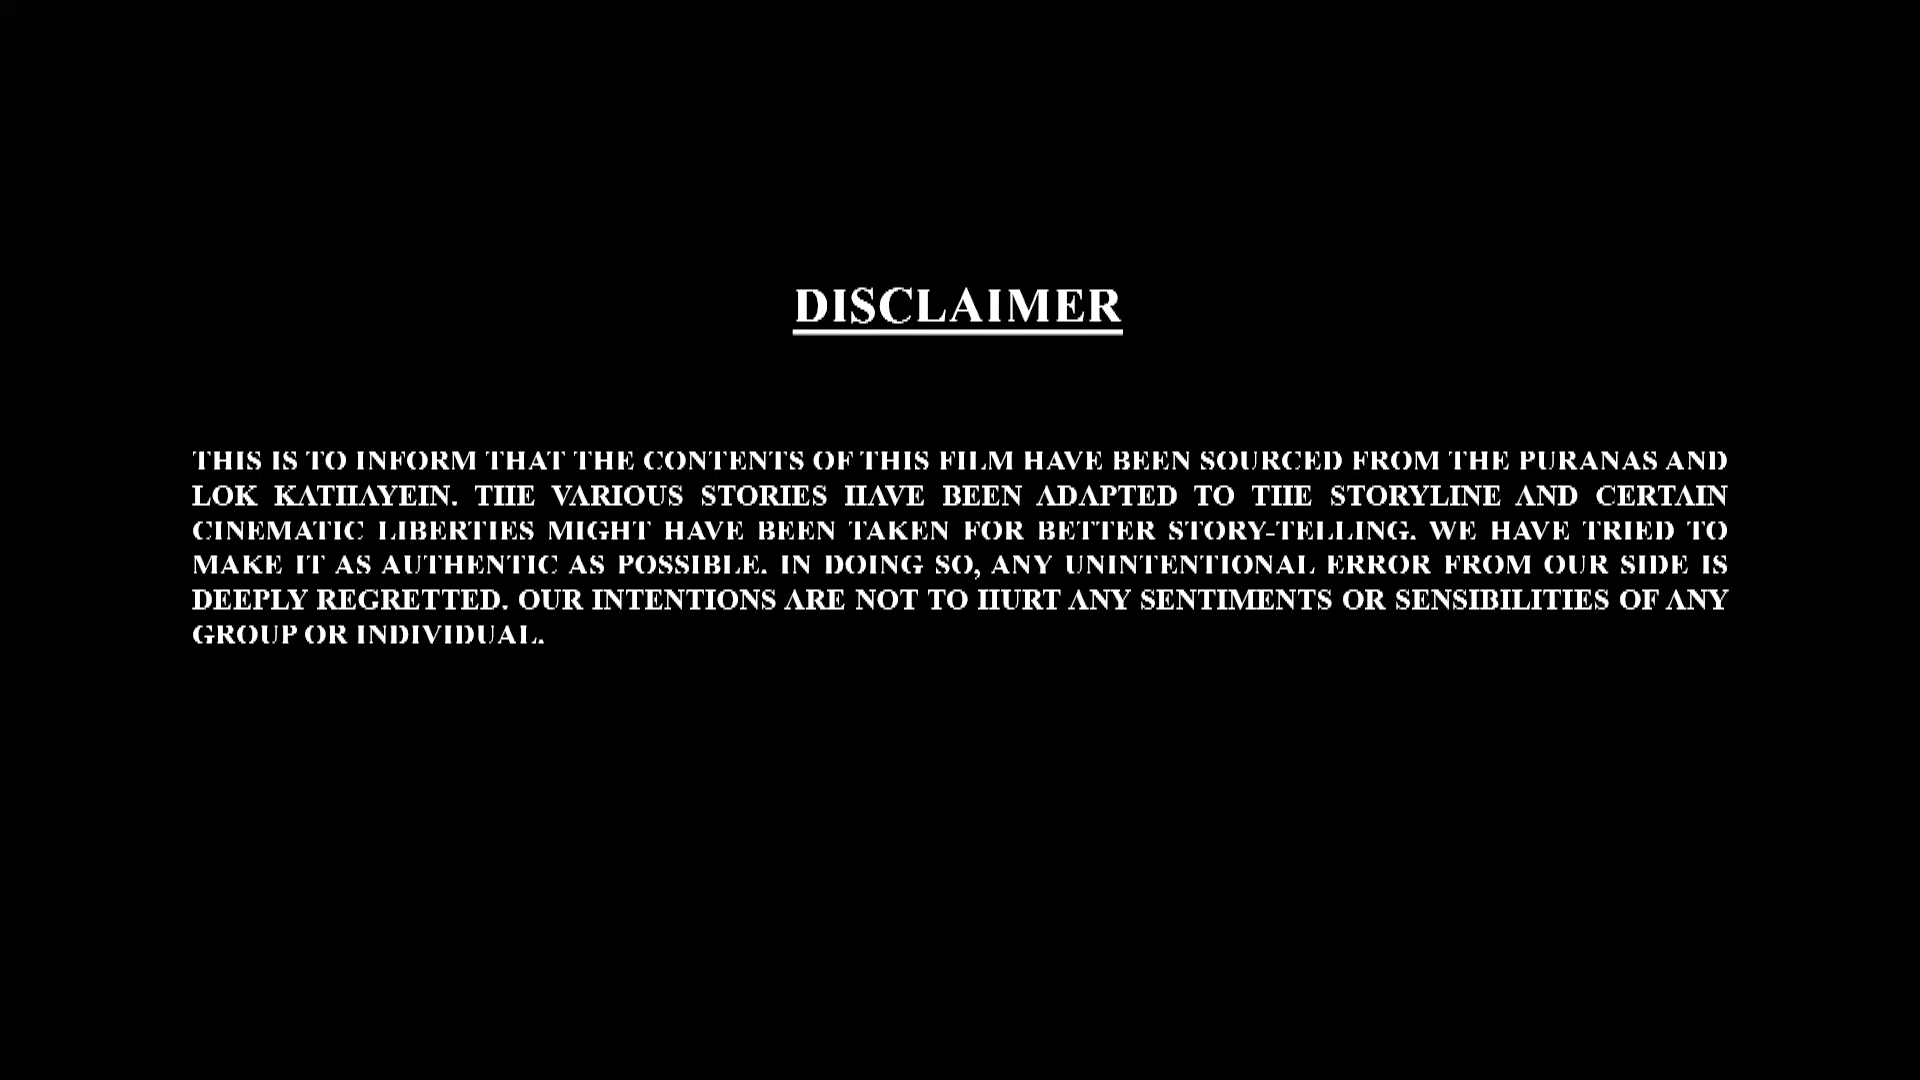 DISCLAIMER
THIS IS TO INFORM THAT THE CONTENTS OF THIS FILM HAVE BEEN SOURCED FROM THE PURANAS AND
LOK KATHAYEIN. THE VARIOUS STORIES HAVE BEEN ADAPTED TO THE STORYLINE AND CERTAIN
CINEMATIC LIBERTIES MIGHT HAVE BEEN TAKEN FOR BETTER STORY-TELLING. WE HAVE TRIED TO
MAKE IT AS AUTHENTIC AS POSSIBLE. IN DOING SO, ANY UNINTENTIONAL ERROR FROM OUR SIDE IS
DEEPLY REGRETTED. OUR INTENTIONS ARE NOT TO HURT ANY SENTIMENTS OR SENSIBILITIES OF ANY
GROUP OR INDIVIDUAL.